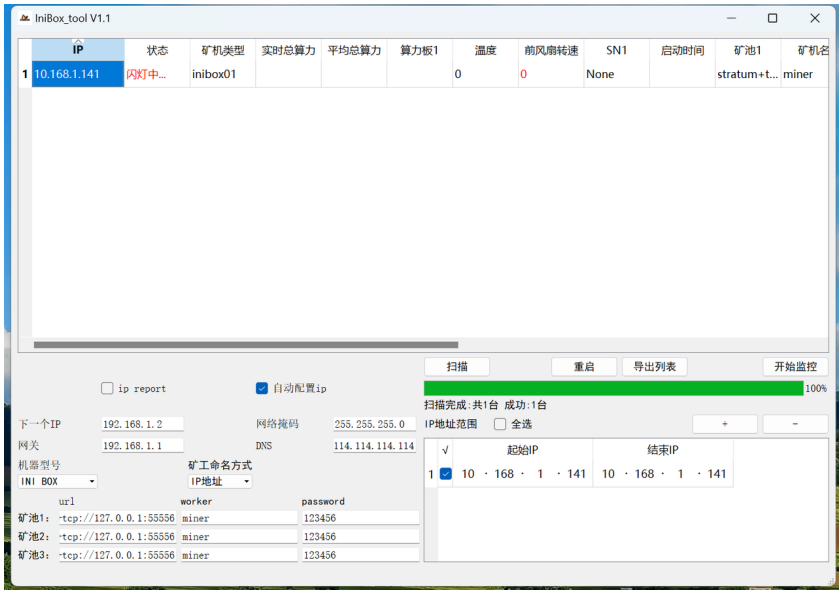 IniBox_tool V1.1
IP 状态 矿机类型 实时总算力 平均总算力 算力板1 温度 前风扇转速 SN1 启动时间 矿池1 矿机名
1 10.168.1.141 闪灯中... inibox01 0 0 None stratum+t... miner
扫描 重启 导出列表 开始监控
ip report 自动配置ip 100%
扫描完成:共1台 成功:1台
下一个IP 192.168.1.2 网络掩码 255.255.255.0 IP地址范围 全选 + -
网关 192.168.1.1 DNS 114.114.114.114
√ 起始IP 结束IP
机器型号 矿工命名方式
1 10 . 168 . 1 . 141 10 . 168 . 1 . 141
INI BOX IP地址
url worker password
矿池1: tcp://127.0.0.1:55556 miner 123456
矿池2: tcp://127.0.0.1:55556 miner 123456
矿池3: tcp://127.0.0.1:55556 miner 123456